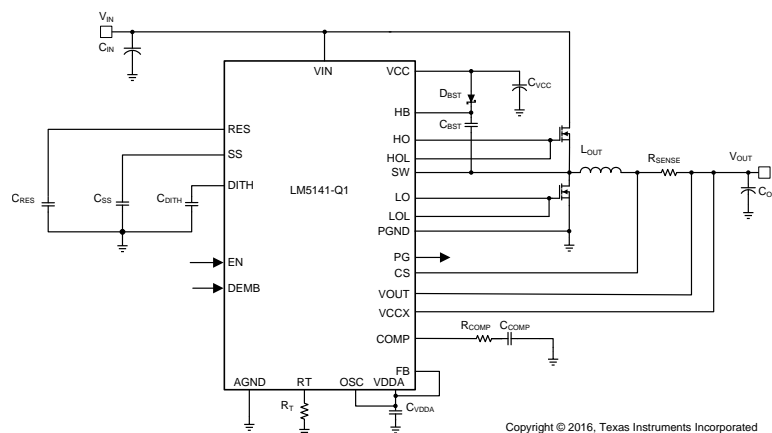 VIN
CIN
VIN
VCC
DBST
CVCC
HB
CBST
RES
HO
SS
HOL
LOUT
RSENSE
VOUT
SW
DITH
LM5141-Q1
LO
CO
CRES
CSS
CDITH
LOL
PGND
EN
PG
CS
DEMB
VOUT
VCCX
RCOMP
CCOMP
COMP
FB
AGND
RT
OSC
VDDA
RT
CVDDA
Copyright © 2016, Texas Instruments Incorporated